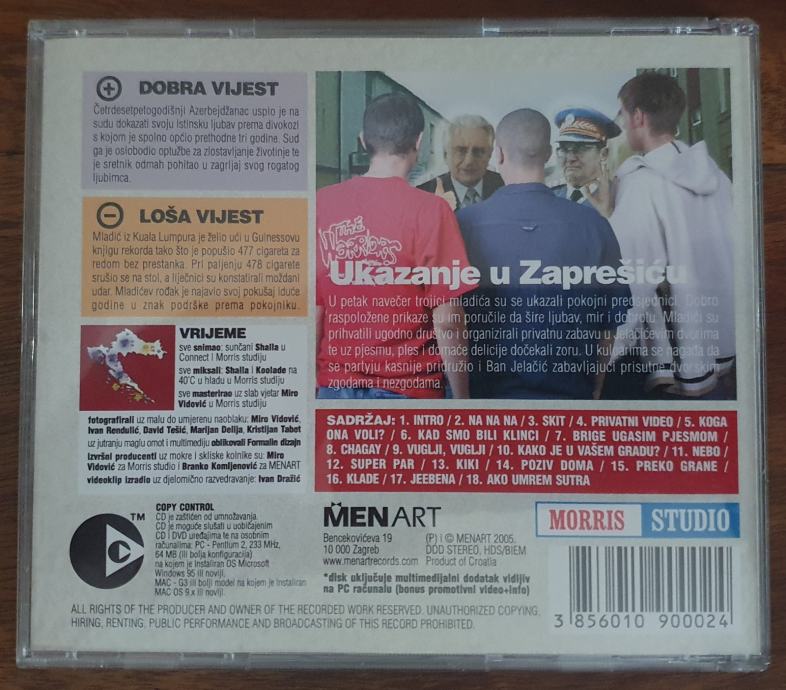 DOBRA VIJEST
Četrdesetpetogodišnji Azerbejdžanac uspio je na
sudu dokazati svoju istinsku ljubav prema divokozi
s kojom je spolno općio prethodne tri godine. Sud
ga je oslobodio optužbe za zlostavljanje životinje te
je sretnik odmah pohitao u zagrljaj svog rogatog
ljubimca.
LOŠA VIJEST
Mladić iz Kuala Lumpura je želio ući u Guinessovu
knjigu rekorda tako što je popušio 477 cigareta za
redom bez prestanka. Pri paljenju 478 cigarete
srušio se na stol, a liječnici su konstatirali moždani
udar. Mladićev rođak je najavio svoj pokušaj iduće
godine u znak podrške prema pokojniku.
VRIJEME
sve snimao: sunčani Shalla u
Connect i Morris studiju
sve miksali: Shalla i Koolade na
40°C u hladu u Morris studiju
sve masterirao uz slab vjetar Miro
Vidović u Morris studiju
fotografirali uz malo do umjereno naoblaku: Miro Vidović,
Ivan Rendulić, David Tešić, Marijan Delija, Kristijan Tabot
uz jutranju maglu omot i multimediju oblikovali Formalin dizajn
izvršni producenti uz mokre i skliske kolnike su: Miro
Vidović za Morris studio i Branko Komljenović za MENART
videoklip izradio uz djelomično razvedravanje: Ivan Dražić
Ukazanje u Zaprešiću
U petak navečer trojici mladića su se ukazali pokojni predsjednici. Dobro
raspoložene prikaze su im poručile da šire ljubav, mir i dobrotu. Mladići su
prihvatili ugodno društvo i organizirali privatnu zabavu u Jelačićevim dvorima
te uz pjesmu, ples i domaće delicije dočekali zoru. U kuloarima se nagađa da
se partyju kasnije pridružio i Ban Jelačić zabavljajući prisutne dvorskim
zgodama i nezgodama.
SADRŽAJ: 1. INTRO / 2. NA NA NA / 3. SKIT / 4. PRIVATNI VIDEO / 5. KOGA
ONA VOLI? / 6. KAD SMO BILI KLINCI / 7. BRIGE UGASIM PJESMOM /
8. CHAGAY / 9. VUGLJI, VUGLJI / 10. KAKO JE U VAŠEM GRADU? / 11. NEBO /
12. SUPER PAR / 13. KIKI / 14. POZIV DOMA / 15. PREKO GRANE /
16. KLADE / 17. JEEBENA / 18. AKO UMREM SUTRA
TM
COPY CONTROL
CD je zaštićen od umnožavanja.
CD je moguće slušati u uobičajenim
CD i DVD uređajima te na osobnim
računalima: PC - Pentium 2, 233 MHz,
64 MB (ili bolja konfiguracija)
na kojem je instaliran OS Microsoft
Windows 95 ili noviji,
MAC - G3 ili bolji model na kojem je instaliran
MAC OS 9.x ili noviji.
MENART
Bencekovićeva 19
10 000 Zagreb
www.menartrecords.com
(P) i © MENART 2005.
DDD STEREO, HDS/BIEM
Product of Croatia
*disk uključuje multimedijalni dodatak vidljiv
na PC računalu (bonus promotivni video+info)
MORRIS STUDIO
3 856010 900024
ALL RIGHTS OF THE PRODUCER AND OWNER OF THE RECORDED WORK RESERVED. UNAUTHORIZED COPYING,
HIRING, RENTING, PUBLIC PERFORMANCE AND BROADCASTING OF THIS RECORD PROHIBITED.